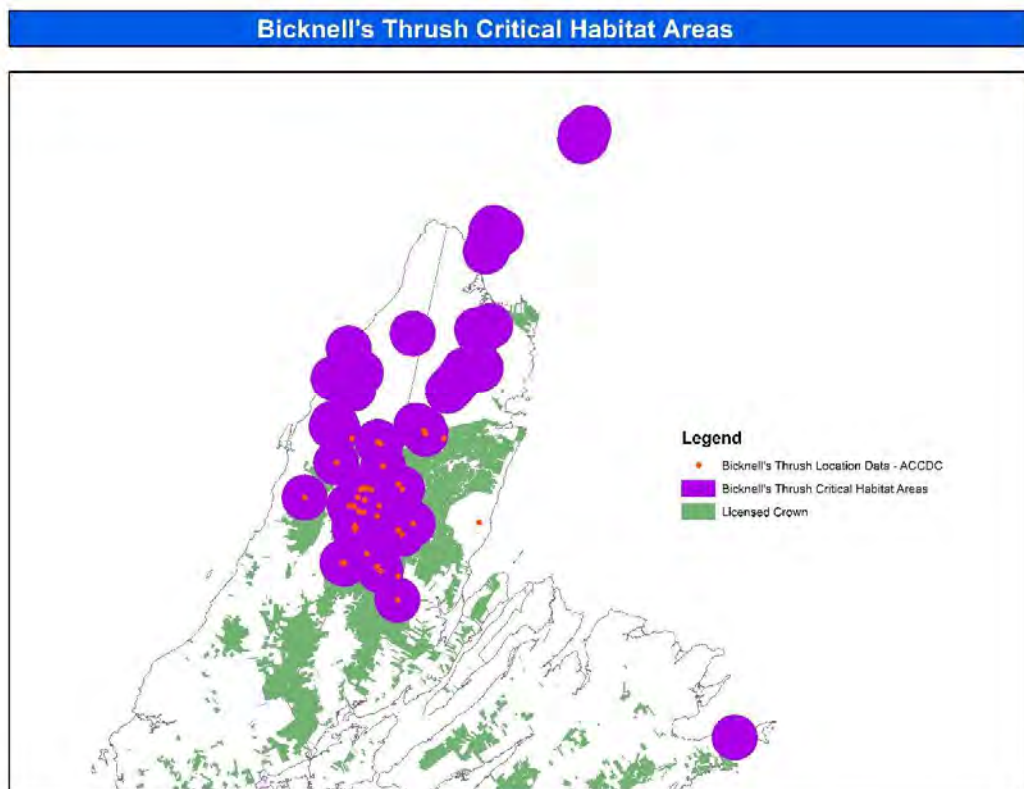 Bicknell's Thrush Critical Habitat Areas
Legend
Bicknell's Thrush Location Data - ACCDC
Bicknell's Thrush Critical Habitat Areas
Licensed Crown